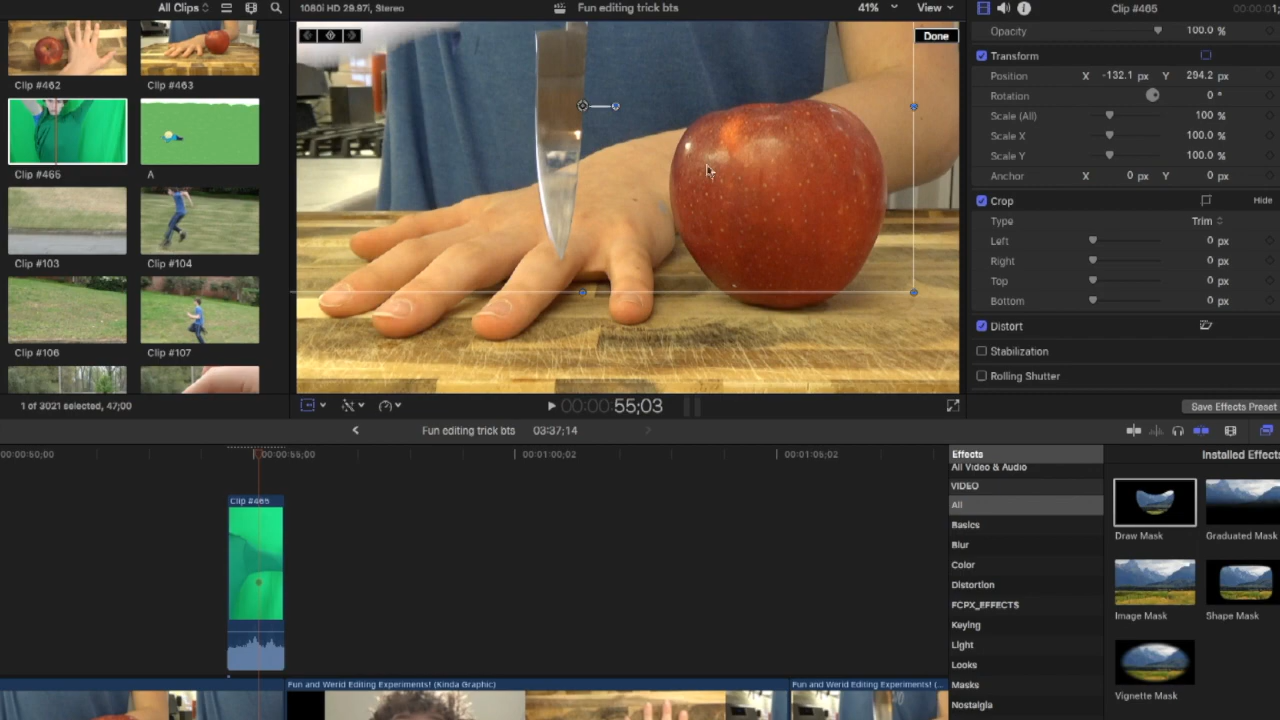 All Clips
1080i HD 29.97i, Stereo
Fun editing trick bts
41%
View
Clip #465
Clip #462
Clip #463
Clip #465
A
Clip #103
Clip #104
Clip #106
Clip #107
1 of 3021 selected, 47;00
Done
00:00:55;03
Opacity 100.0 %
Transform
Position X -132.1 px Y 294.2 px
Rotation 0 °
Scale (All) 100 %
Scale X 100.0 %
Scale Y 100.0 %
Anchor X 0 px Y 0 px
Crop Hide
Type Trim
Left 0 px
Right 0 px
Top 0 px
Bottom 0 px
Distort
Stabilization
Rolling Shutter
Save Effects Preset
Fun editing trick bts 03:37;14
00:00:50;00 00:00:55;00 00:01:00;02 00:01:05;02
Clip #465
Fun and Werid Editing Experiments! (Kinda Graphic)
Fun and Werid Editing Experiments! (...
Effects
Installed Effects
All Video & Audio
VIDEO
All
Basics
Blur
Color
Distortion
FCPX_EFFECTS
Keying
Light
Looks
Masks
Nostalgia
Draw Mask
Graduated Mask
Image Mask
Shape Mask
Vignette Mask